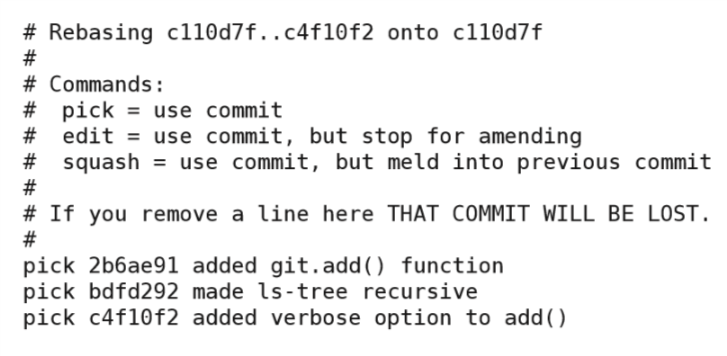 # Rebasing c110d7f..c4f10f2 onto c110d7f
#
# Commands:
#  pick = use commit
#  edit = use commit, but stop for amending
#  squash = use commit, but meld into previous commit
#
# If you remove a line here THAT COMMIT WILL BE LOST.
#
pick 2b6ae91 added git.add() function
pick bdfd292 made ls-tree recursive
pick c4f10f2 added verbose option to add()